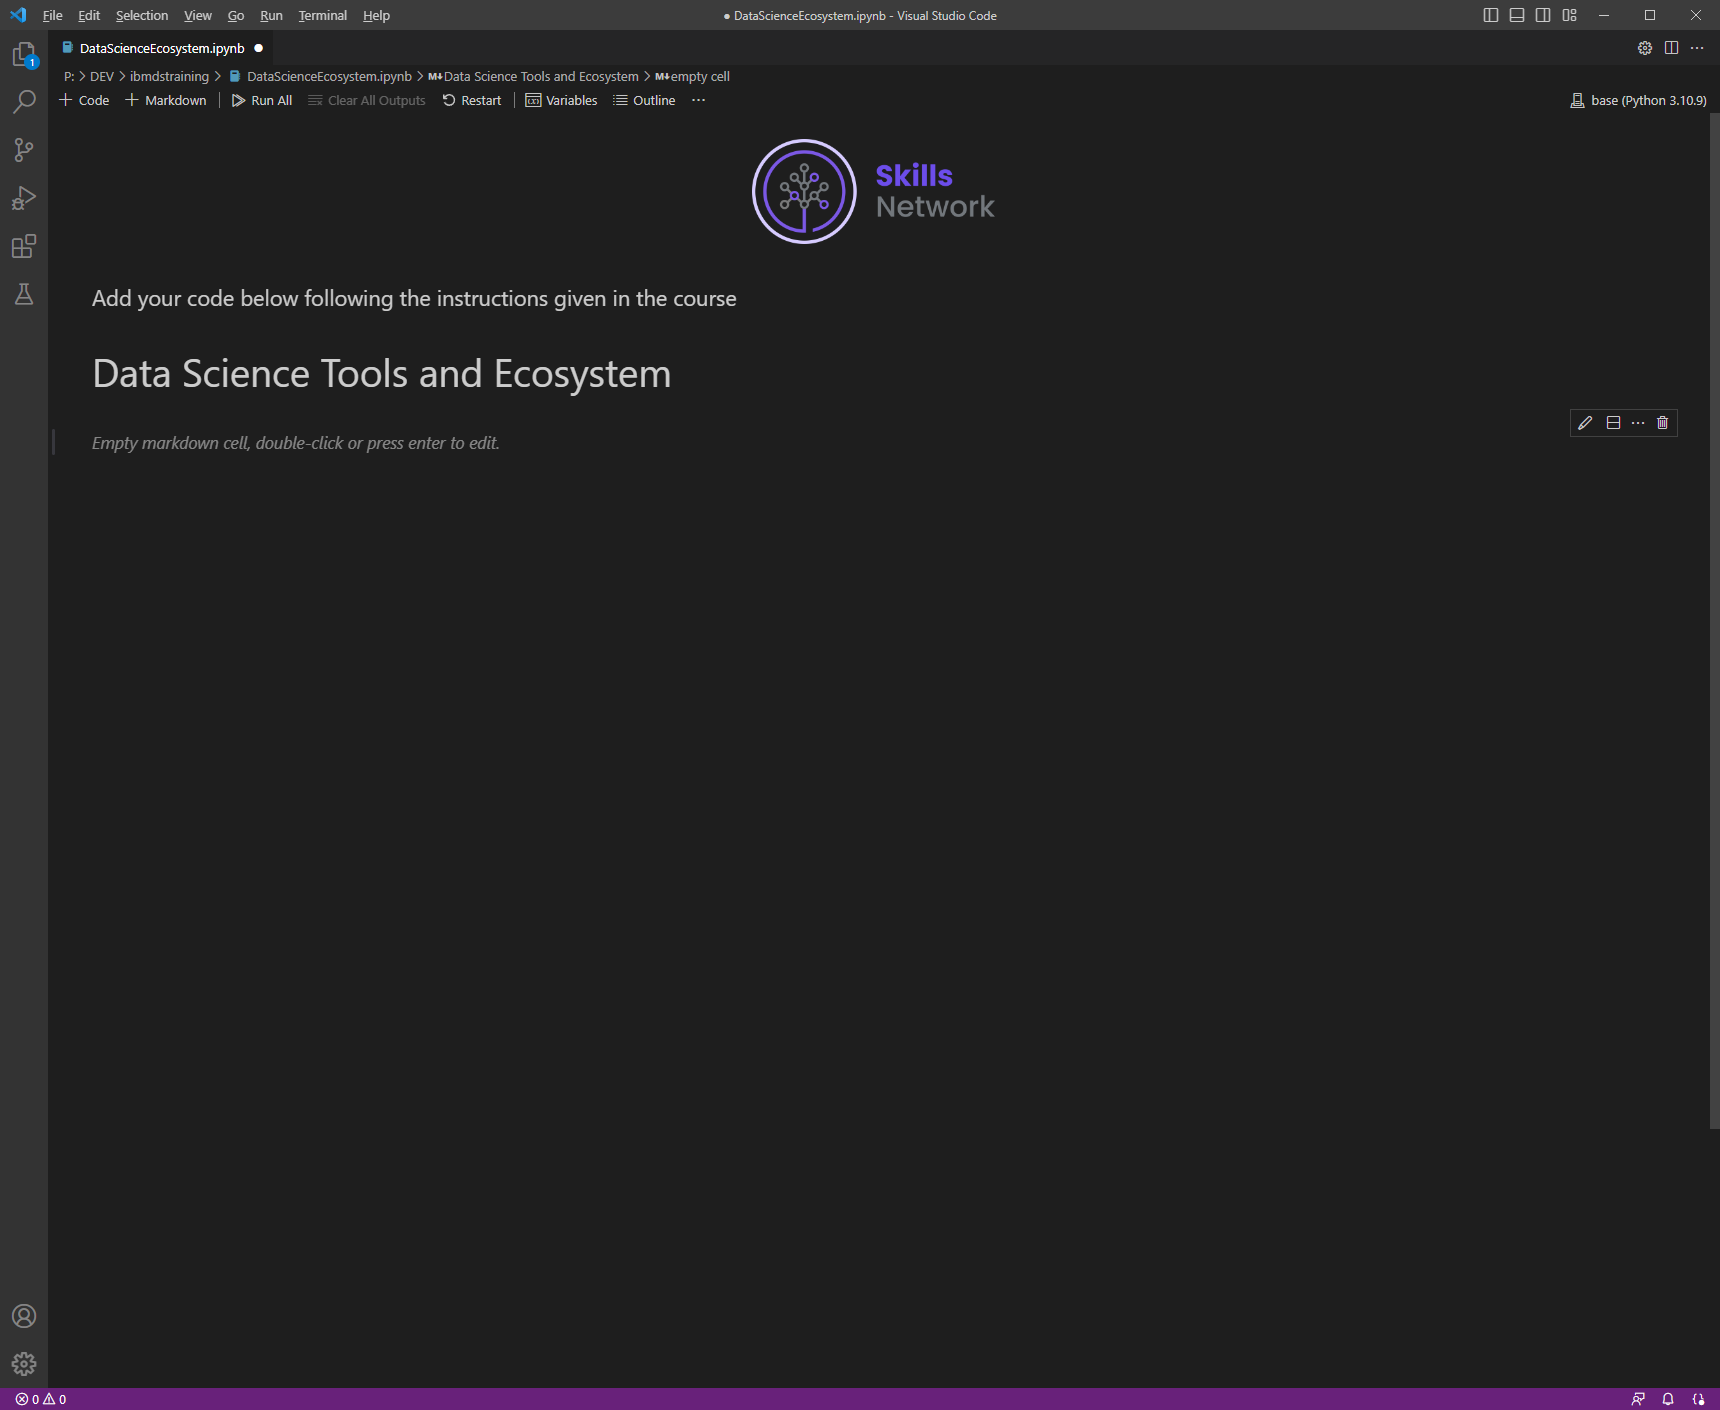 File Edit Selection View Go Run Terminal Help
● DataScienceEcosystem.ipynb - Visual Studio Code
DataScienceEcosystem.ipynb ●
P: > DEV > ibmdstraining > DataScienceEcosystem.ipynb > M↓Data Science Tools and Ecosystem > M↓empty cell
+ Code + Markdown Run All Clear All Outputs Restart Variables Outline ··· base (Python 3.10.9)
1
Skills
Network
Add your code below following the instructions given in the course
Data Science Tools and Ecosystem
Empty markdown cell, double-click or press enter to edit.
0 0